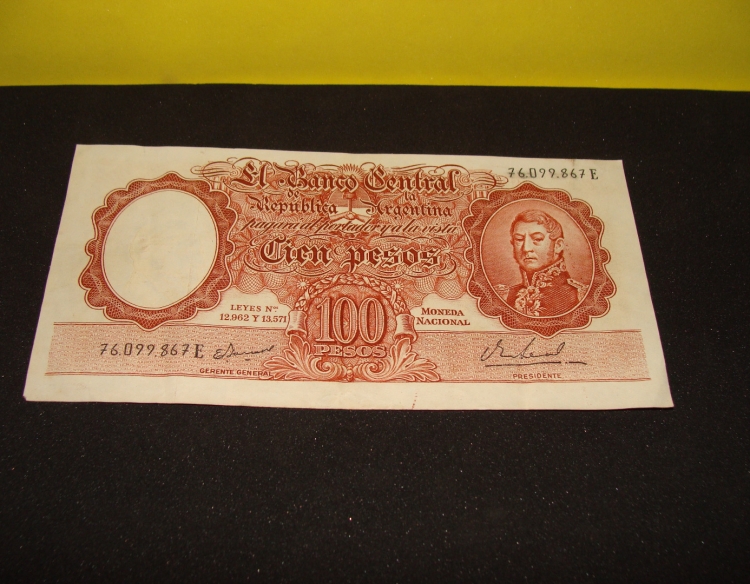 76.099.867 E
El Banco Central
de la
República Argentina
pagará al portador y a la vista
Cien pesos
LEYES Nos
12.962 Y 13.571
100
PESOS
MONEDA
NACIONAL
76.099.867 E
GERENTE GENERAL
PRESIDENTE